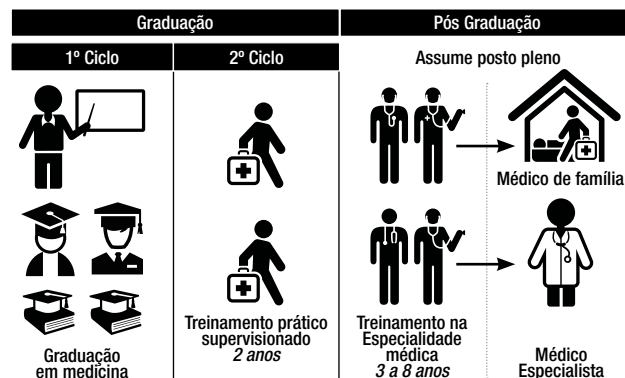 Graduação
Pós Graduação
1º Ciclo
2º Ciclo
Assume posto pleno
Médico de família
Graduação
em medicina
Treinamento prático
supervisionado
2 anos
Treinamento na
Especialidade
médica
3 a 8 anos
Médico
Especialista